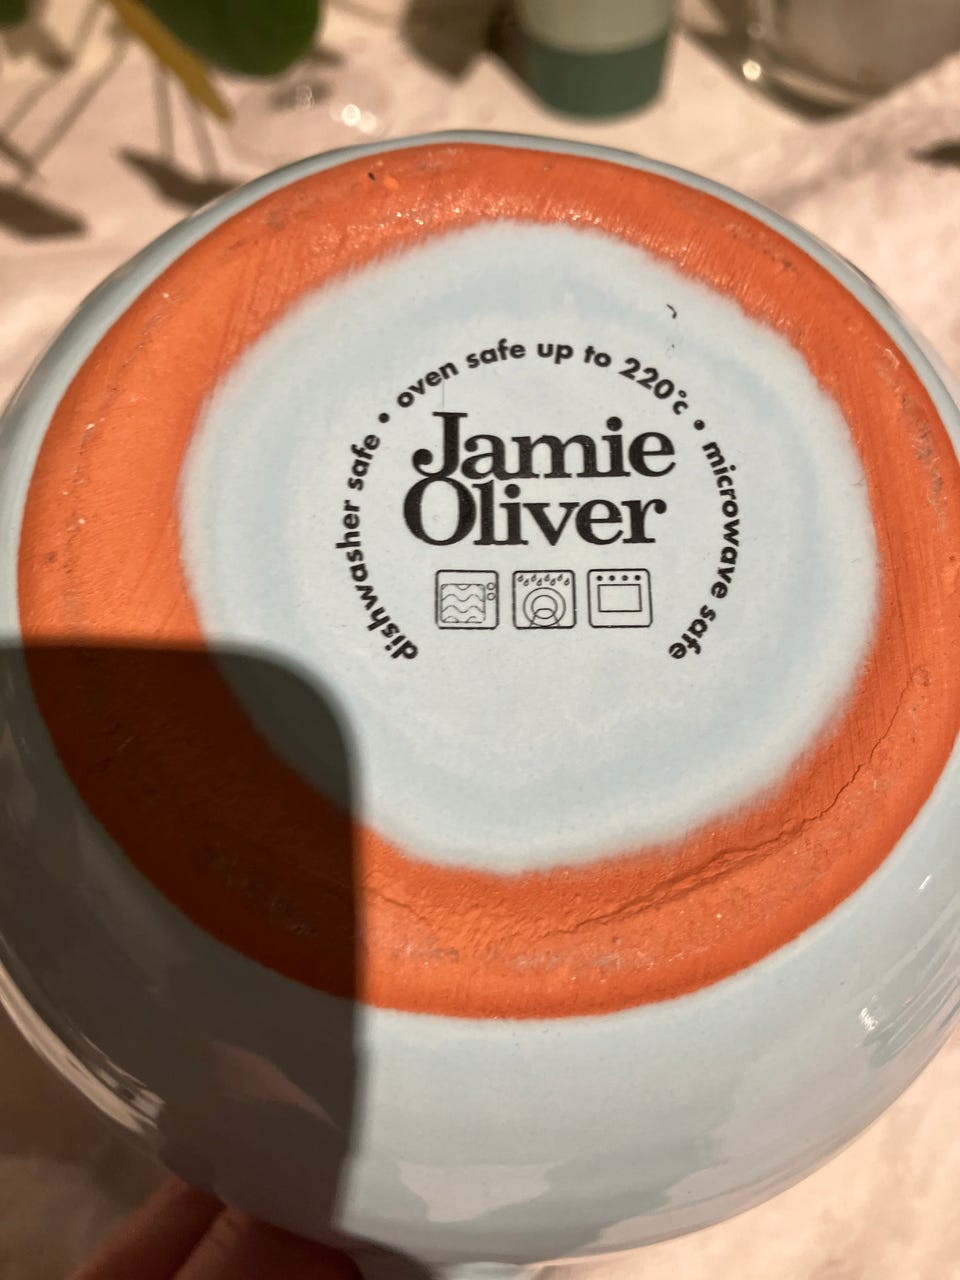 dishwasher safe • oven safe up to 220°c • microwave safe
Jamie
Oliver